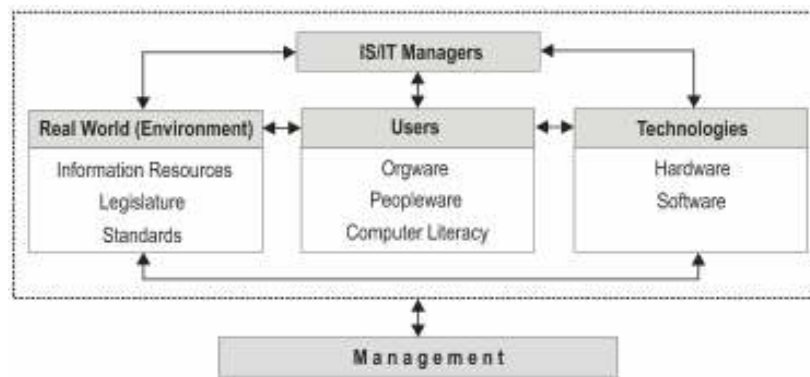 IS/IT Managers
Real World (Environment)
Information Resources
Legislature
Standards
Users
Orgware
Peopleware
Computer Literacy
Technologies
Hardware
Software
Management